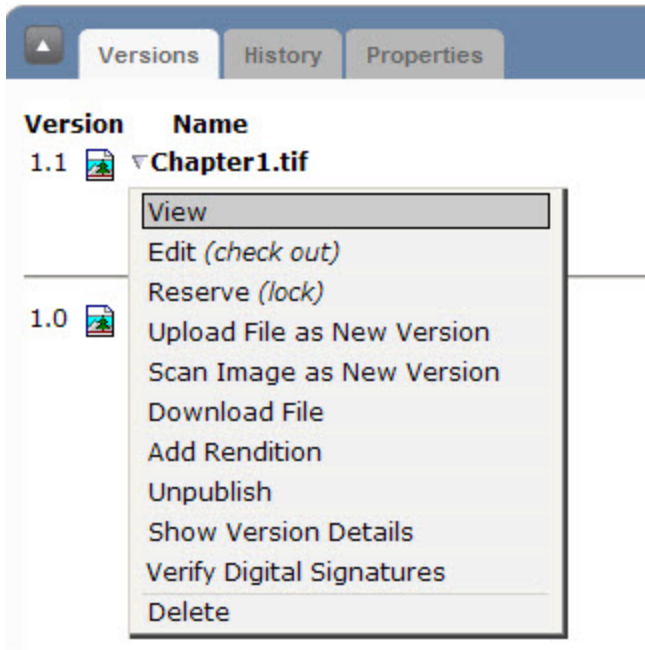 Versions History Properties
Version Name
1.1 Chapter1.tif
View
Edit (check out)
Reserve (lock)
1.0
Upload File as New Version
Scan Image as New Version
Download File
Add Rendition
Unpublish
Show Version Details
Verify Digital Signatures
Delete